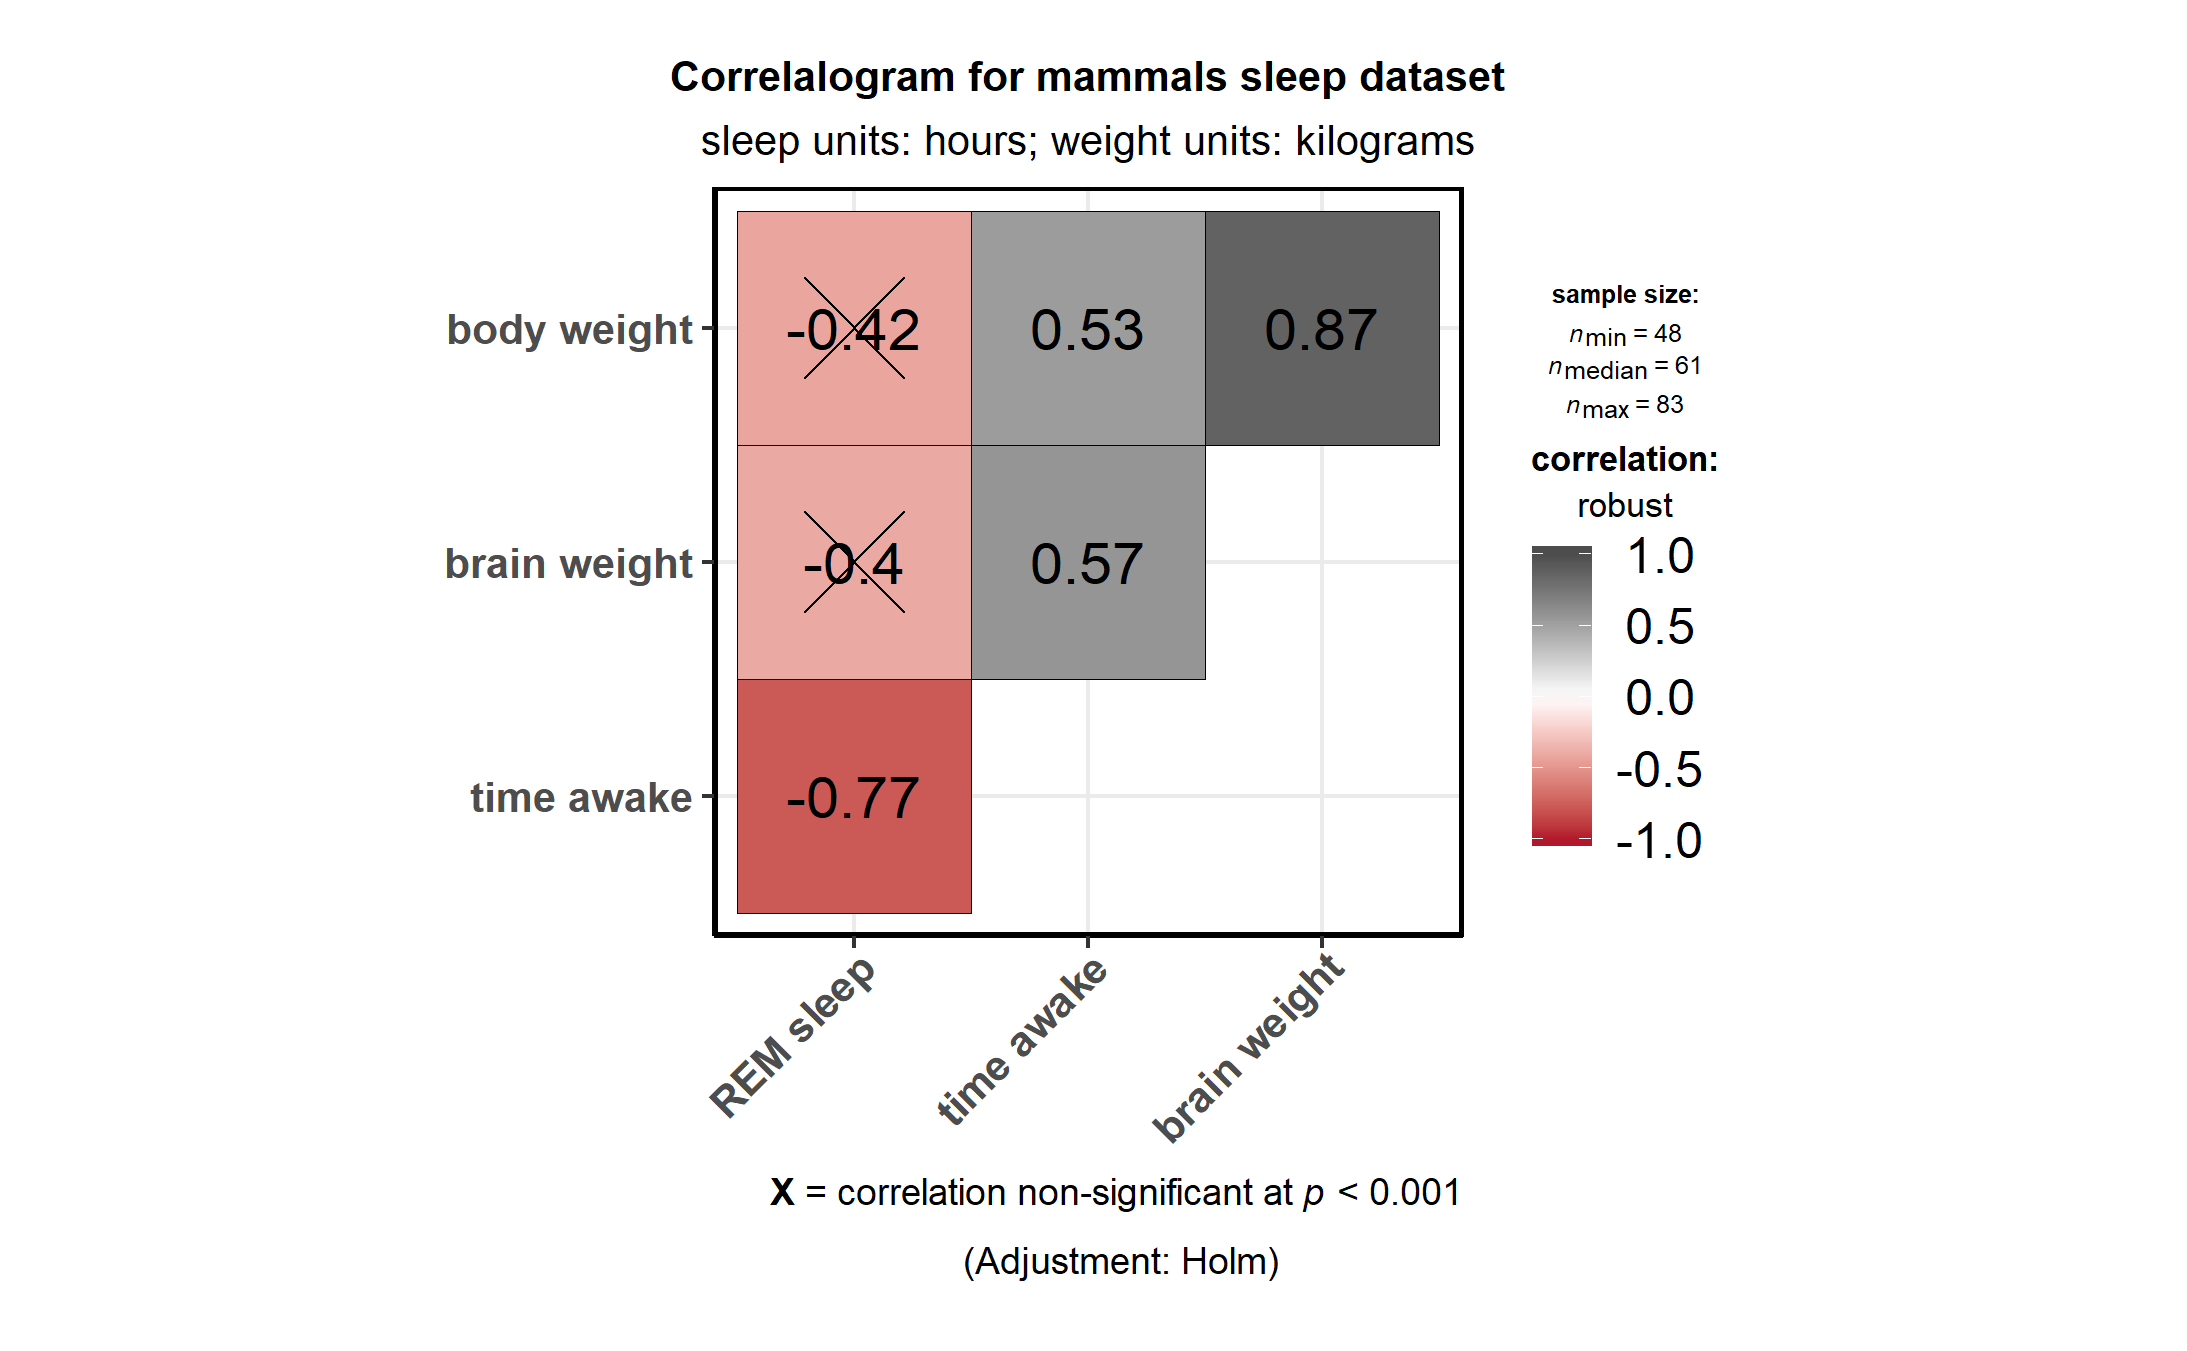 Correlalogram for mammals sleep dataset
sleep units: hours; weight units: kilograms
body weight
-0.42
0.53
0.87
brain weight
-0.4
0.57
time awake
-0.77
REM sleep
time awake
brain weight
sample size:
nmin = 48
nmedian = 61
nmax = 83
correlation:
robust
1.0
0.5
0.0
-0.5
-1.0
X = correlation non-significant at p < 0.001
(Adjustment: Holm)